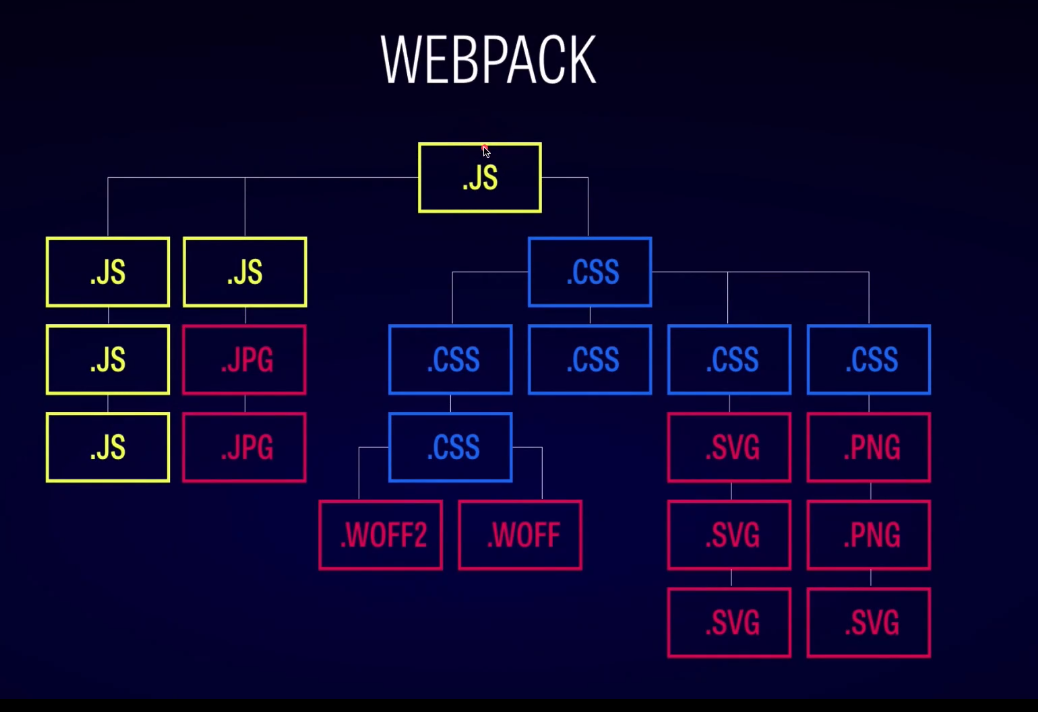 WEBPACK
.JS
.JS .JS .CSS
.JS .JPG .CSS .CSS .CSS .CSS
.JS .JPG .CSS .SVG .PNG
.WOFF2 .WOFF .SVG .PNG
.SVG .SVG